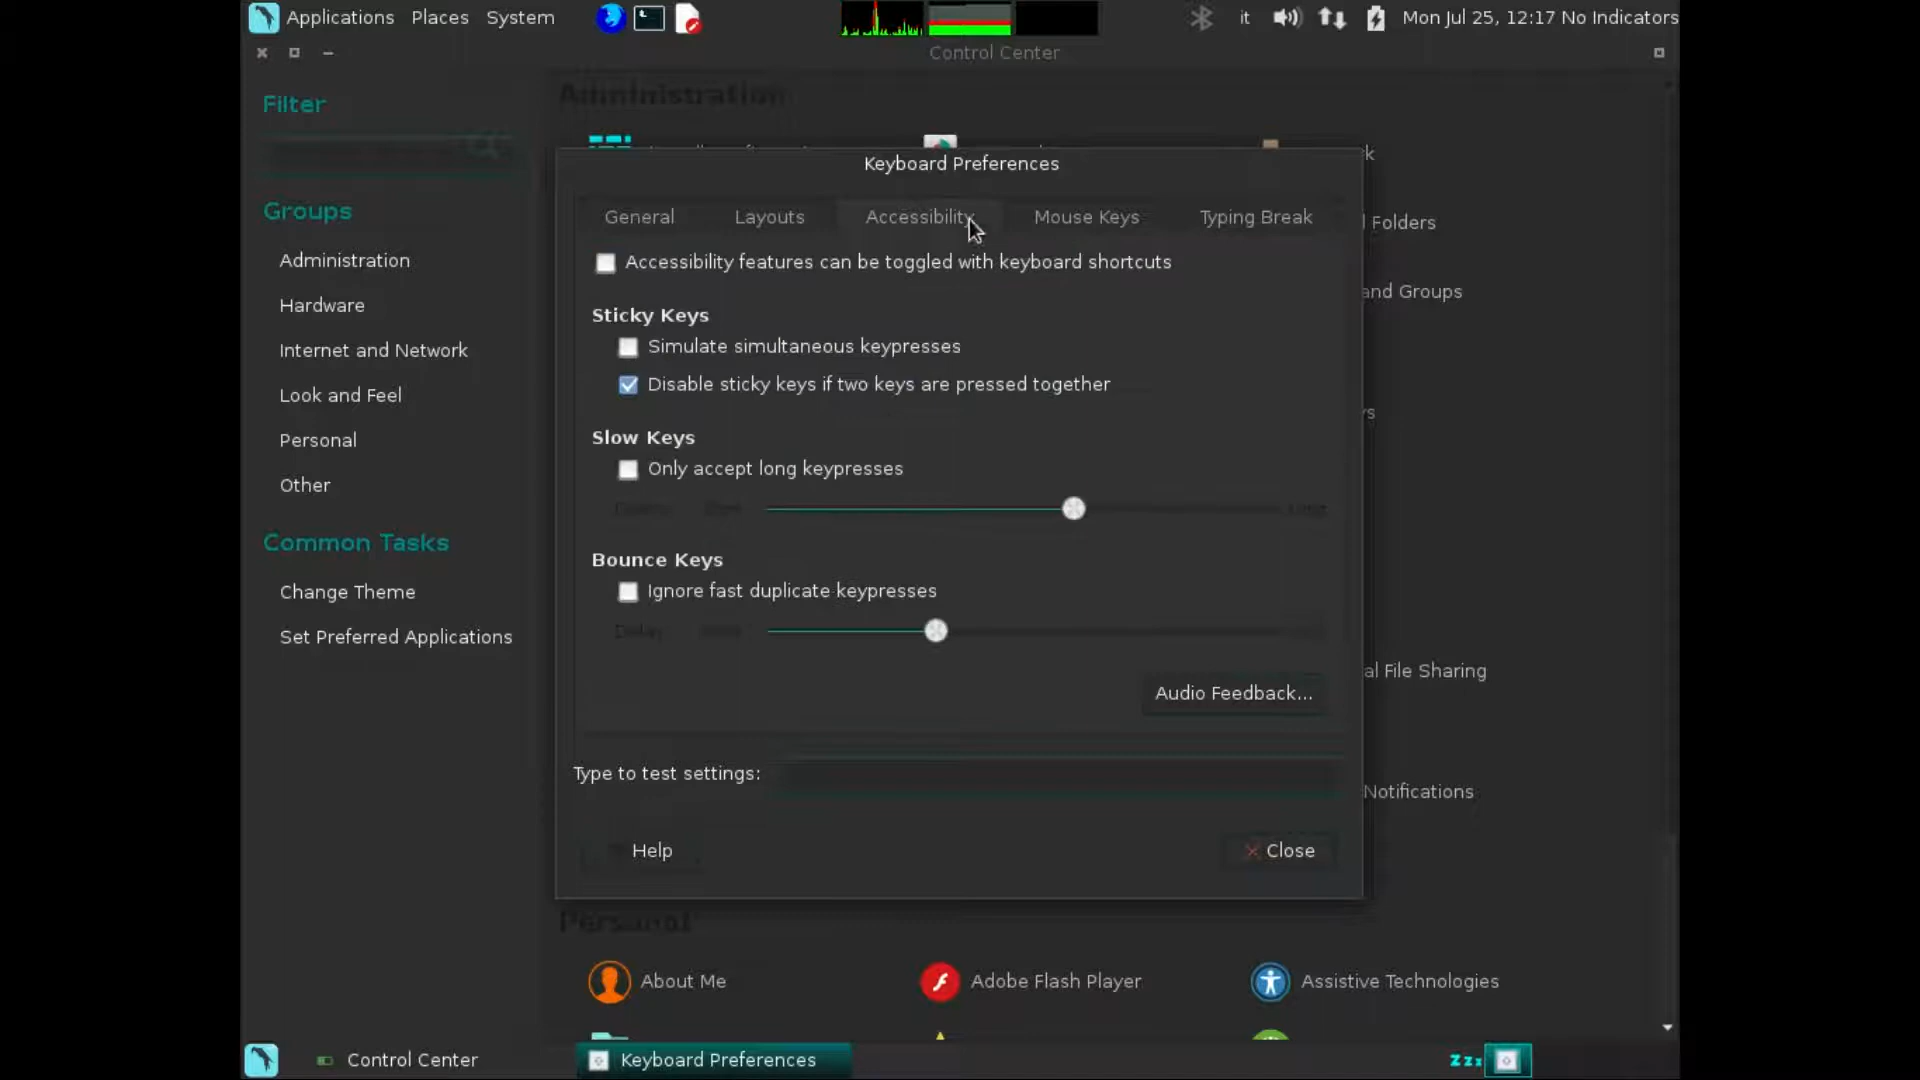 Applications Places System it Mon Jul 25, 12:17 No Indicators
Control Center
Filter
Administration
Groups
Administration
Hardware
Internet and Network
Look and Feel
Personal
Other
Common Tasks
Change Theme
Set Preferred Applications
Keyboard Preferences
General Layouts Accessibility Mouse Keys Typing Break
Accessibility features can be toggled with keyboard shortcuts
Sticky Keys
Simulate simultaneous keypresses
Disable sticky keys if two keys are pressed together
Slow Keys
Only accept long keypresses
Bounce Keys
Ignore fast duplicate keypresses
Audio Feedback...
Type to test settings:
Help Close
k
Folders
and Groups
al File Sharing
Notifications
Personal
About Me Adobe Flash Player Assistive Technologies
Control Center Keyboard Preferences zzz